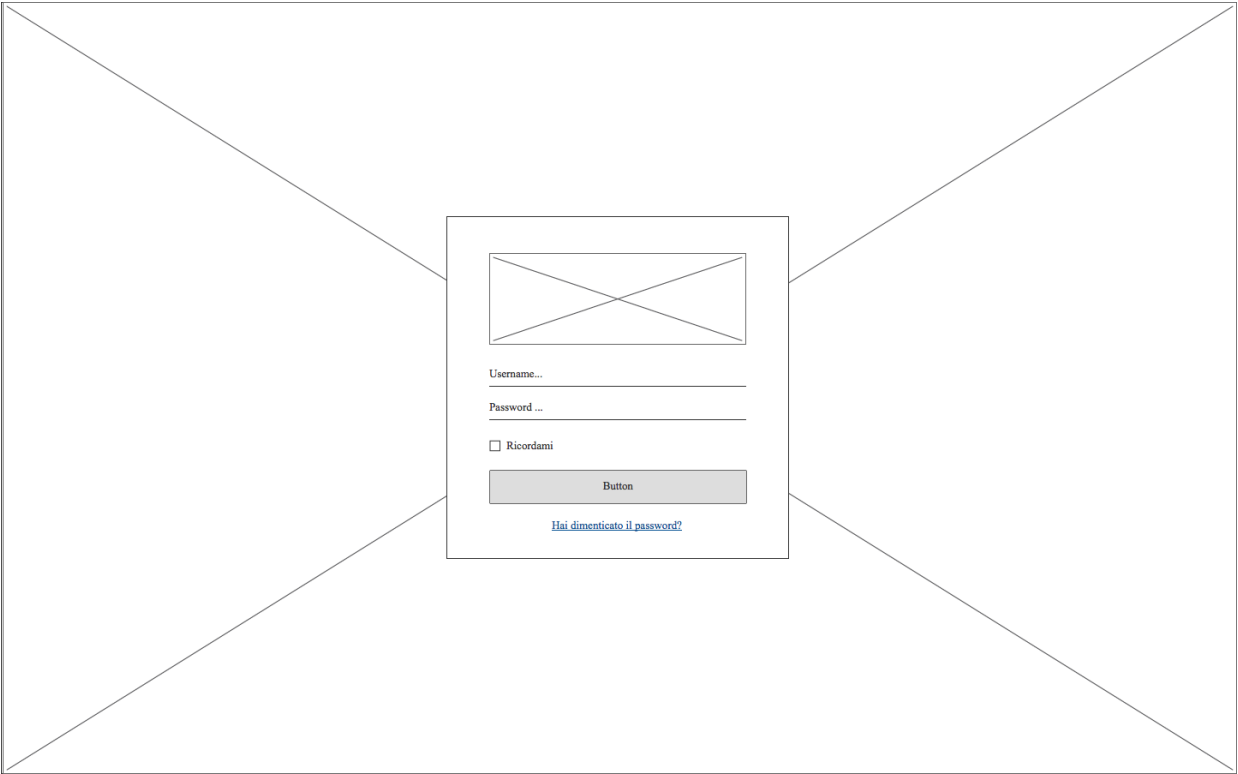 Username...
Password ...
Ricordami
Button
Hai dimenticato il password?